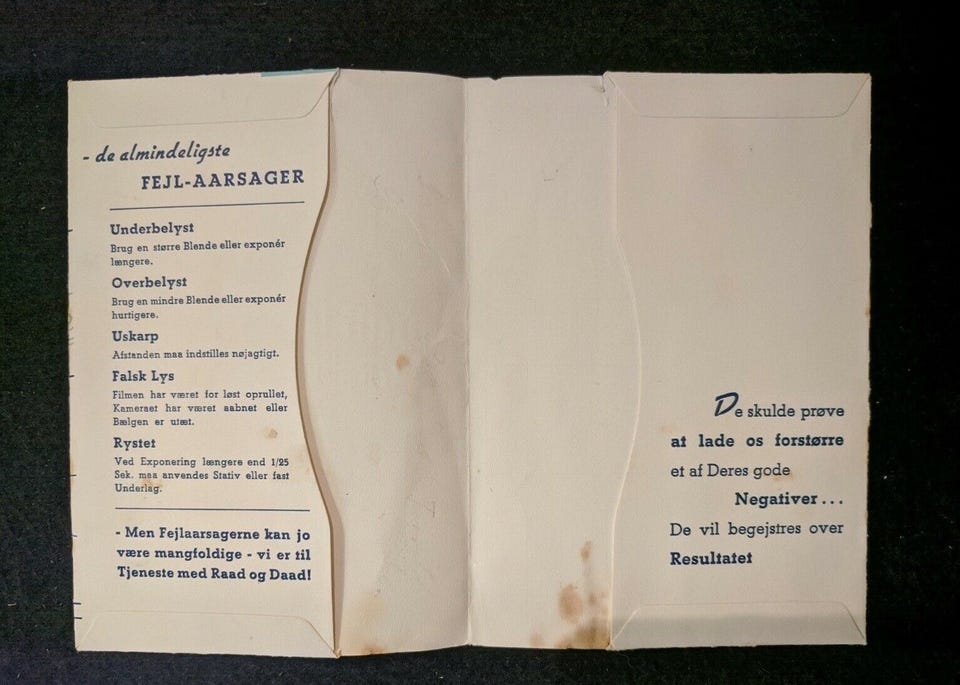 - de almindeligste
FEJL-AARSAGER
Underbelyst
Brug en større Blende eller exponér
længere.
Overbelyst
Brug en mindre Blende eller exponér
hurtigere.
Uskarp
Afstanden maa indstilles nøjagtigt.
Falsk Lys
Filmen har været for løst oprullet,
Kameraet har været aabnet eller
Bælgen er utæt.
Rystet
Ved Exponering længere end 1/25
Sek. maa anvendes Stativ eller fast
Underlag.
- Men Fejlaarsagerne kan jo
være mangfoldige - vi er til
Tjeneste med Raad og Daad!
De skulde prøve
at lade os forstørre
et af Deres gode
Negativer...
De vil begejstres over
Resultatet